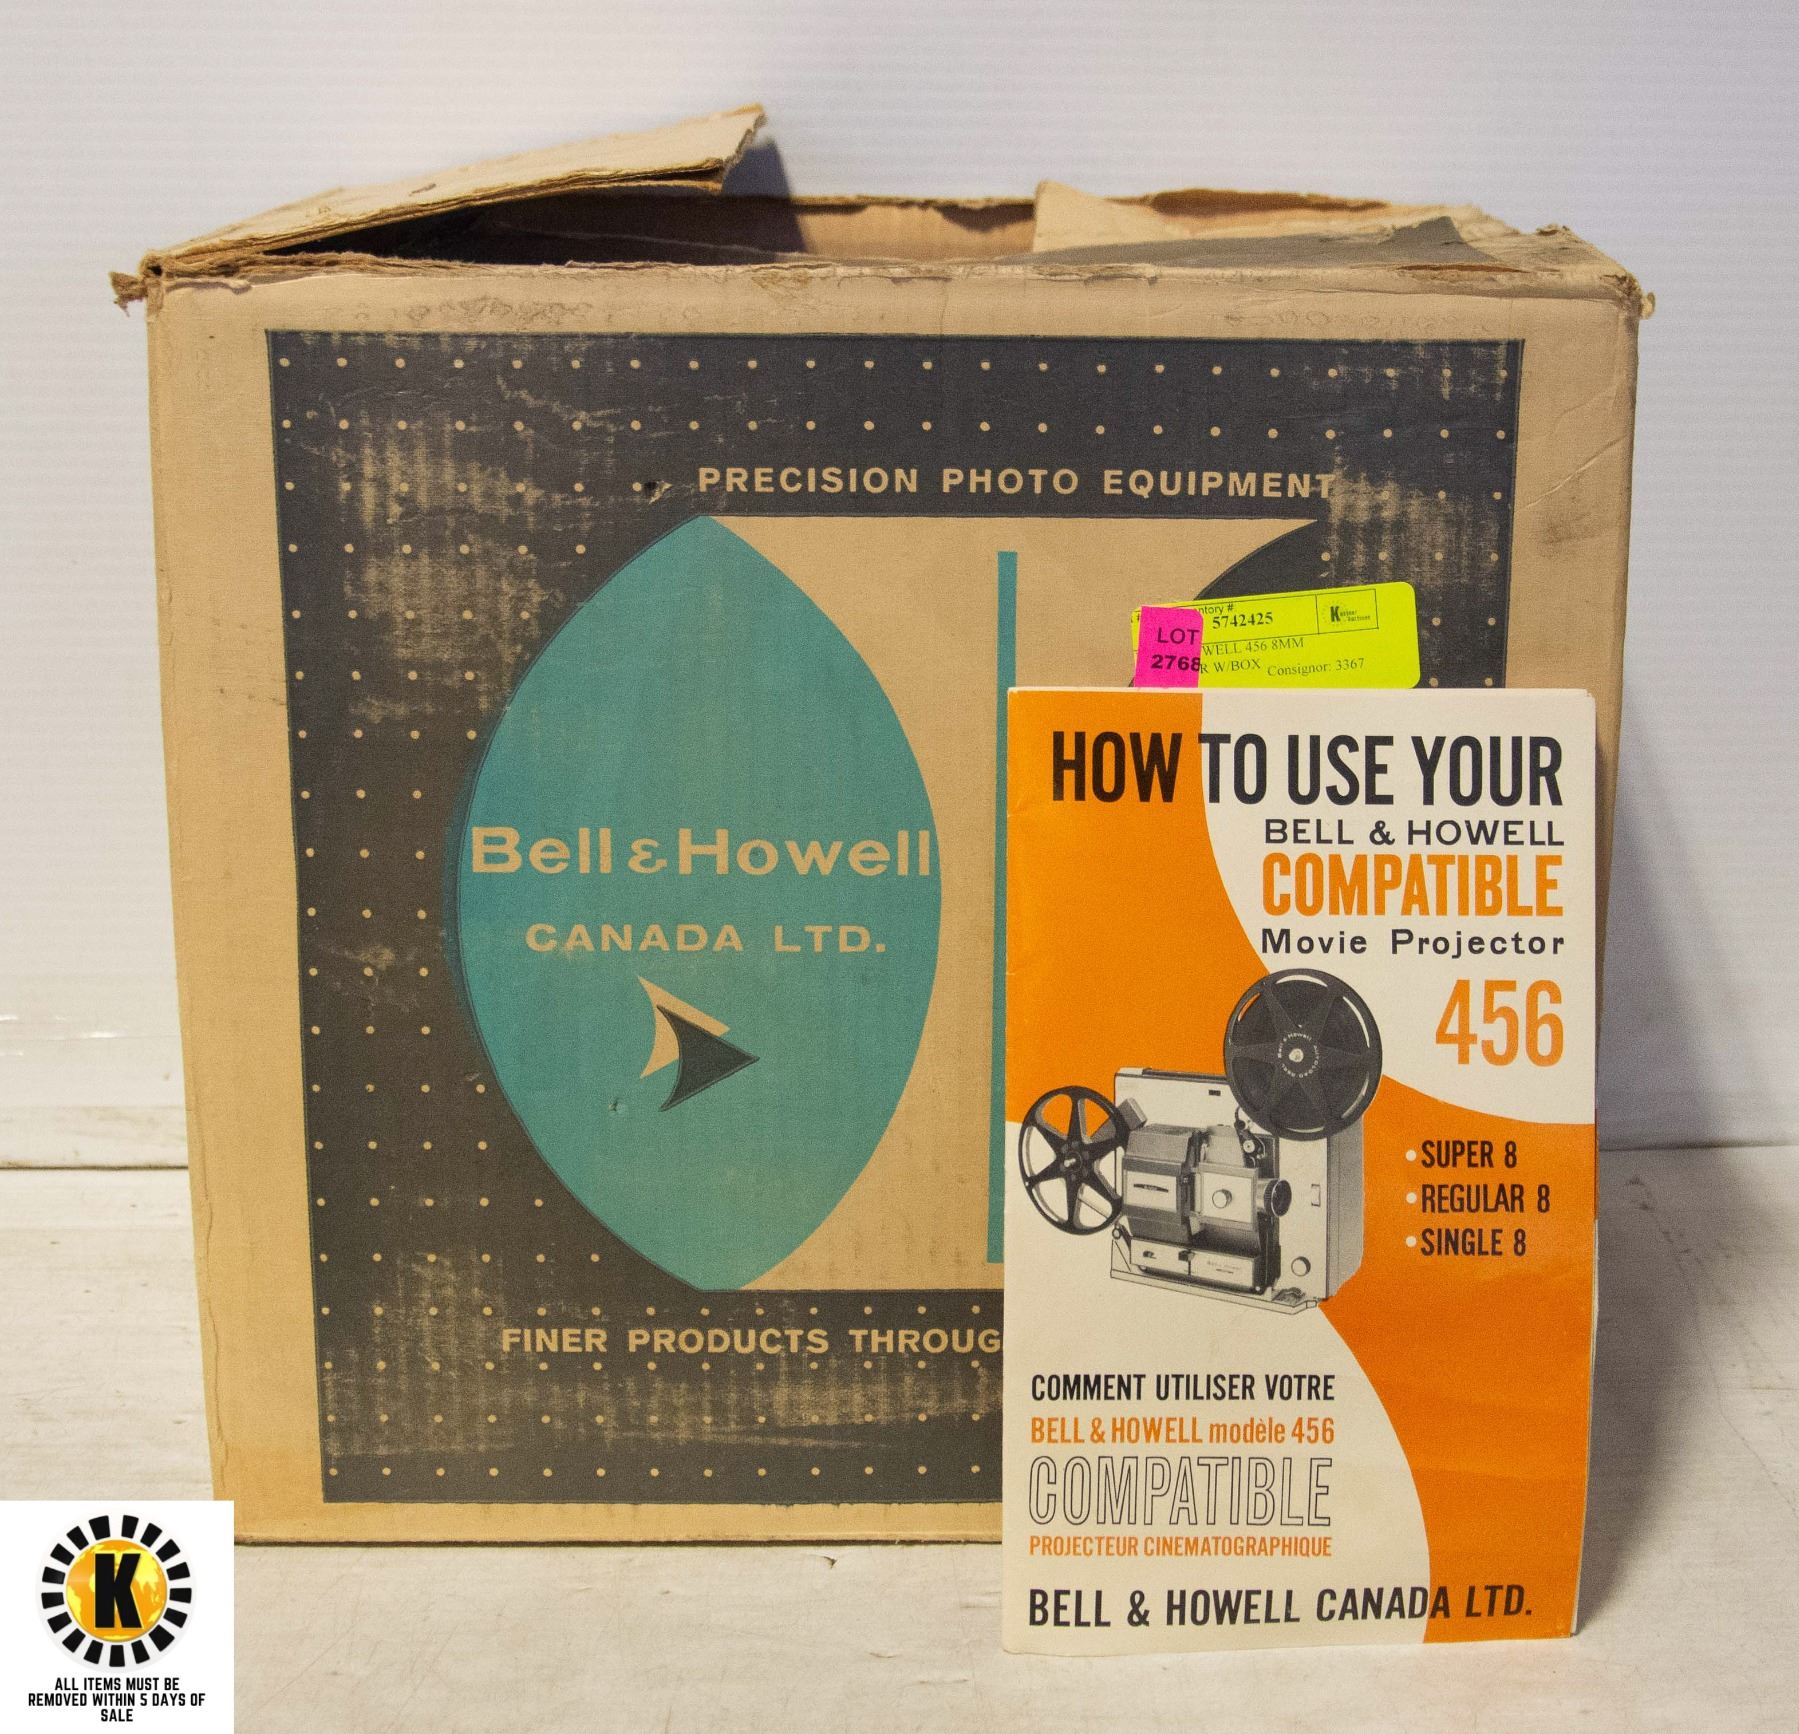 PRECISION PHOTO EQUIPMENT
Bell & Howell
CANADA LTD.
FINER PRODUCTS THROUG
ntory #
5742425
LOT
2768
WELL 456 8MM
R W/BOX Consignor: 3367
HOW TO USE YOUR
BELL & HOWELL
COMPATIBLE
Movie Projector
456
• SUPER 8
• REGULAR 8
• SINGLE 8
COMMENT UTILISER VOTRE
BELL & HOWELL modèle 456
COMPATIBLE
PROJECTEUR CINEMATOGRAPHIQUE
BELL & HOWELL CANADA LTD.
K
ALL ITEMS MUST BE
REMOVED WITHIN 5 DAYS OF
SALE